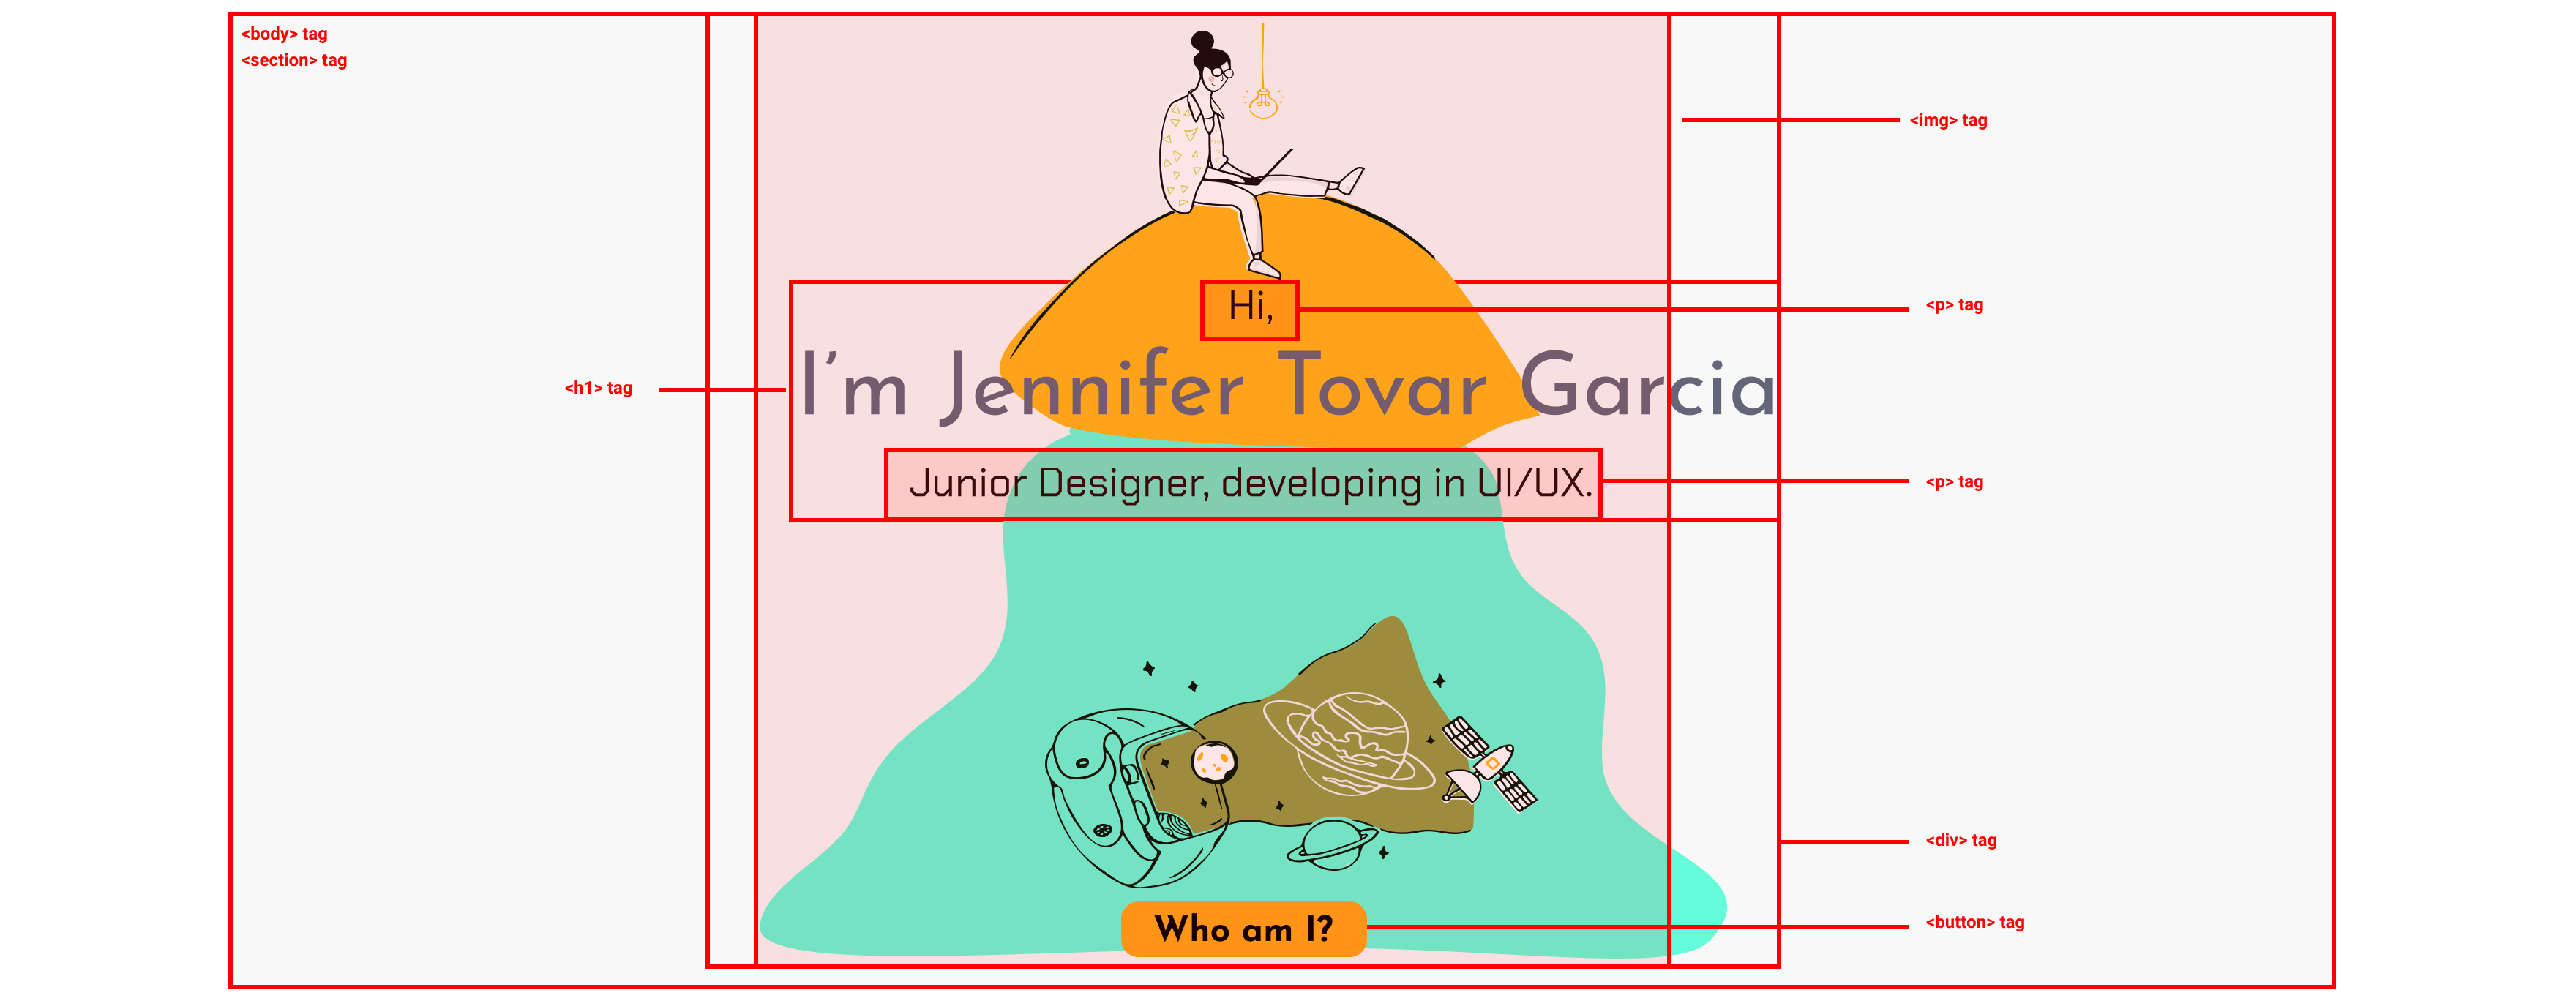 <body> tag
<section> tag
<img> tag
Hi,
<p> tag
<h1> tag
I’m Jennifer Tovar Garcia
Junior Designer, developing in UI/UX.
<p> tag
<div> tag
Who am I?
<button> tag